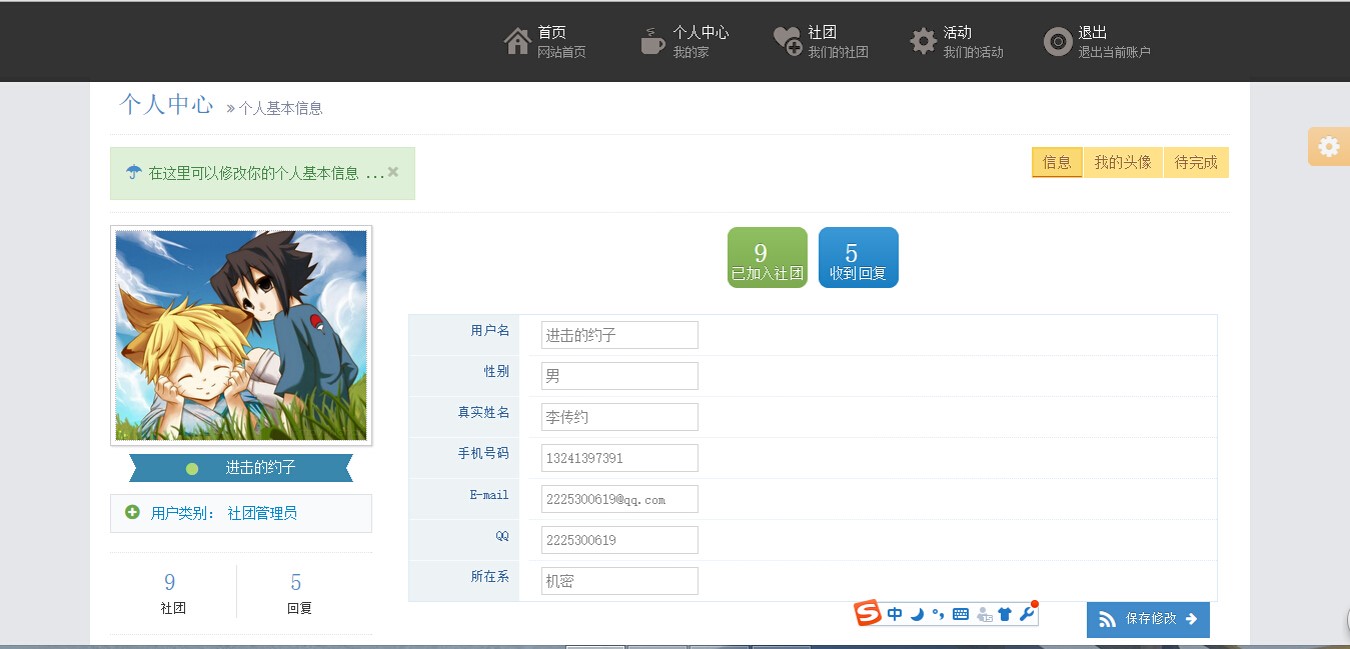 首页
网站首页
个人中心
我的家
社团
我们的社团
活动
我们的活动
退出
退出当前账户
个人中心 » 个人基本信息
在这里可以修改你的个人基本信息 ...×
信息 我的头像 待完成
9
已加入社团
5
收到回复
用户名 进击的约子
性别 男
真实姓名 李传约
手机号码 13241397391
E-mail 2225300619@qq.com
QQ 2225300619
所在系 机密
进击的约子
用户类别： 社团管理员
9
社团
5
回复
S 中 15
保存修改